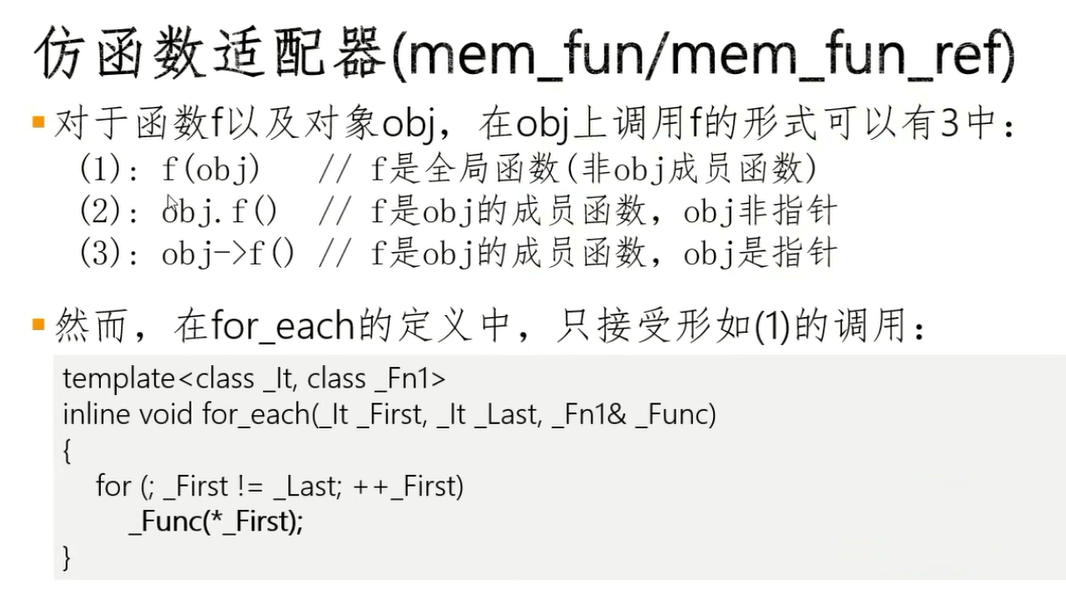 仿函数适配器(mem_fun/mem_fun_ref)
对于函数f以及对象obj，在obj上调用f的形式可以有3中：
(1): f(obj) // f是全局函数(非obj成员函数)
(2): obj.f() // f是obj的成员函数，obj非指针
(3): obj->f() // f是obj的成员函数，obj是指针
然而，在for_each的定义中，只接受形如(1)的调用：
template<class _It, class _Fn1>
inline void for_each(_It _First, _It _Last, _Fn1& _Func)
{
for (; _First != _Last; ++_First)
_Func(*_First);
}